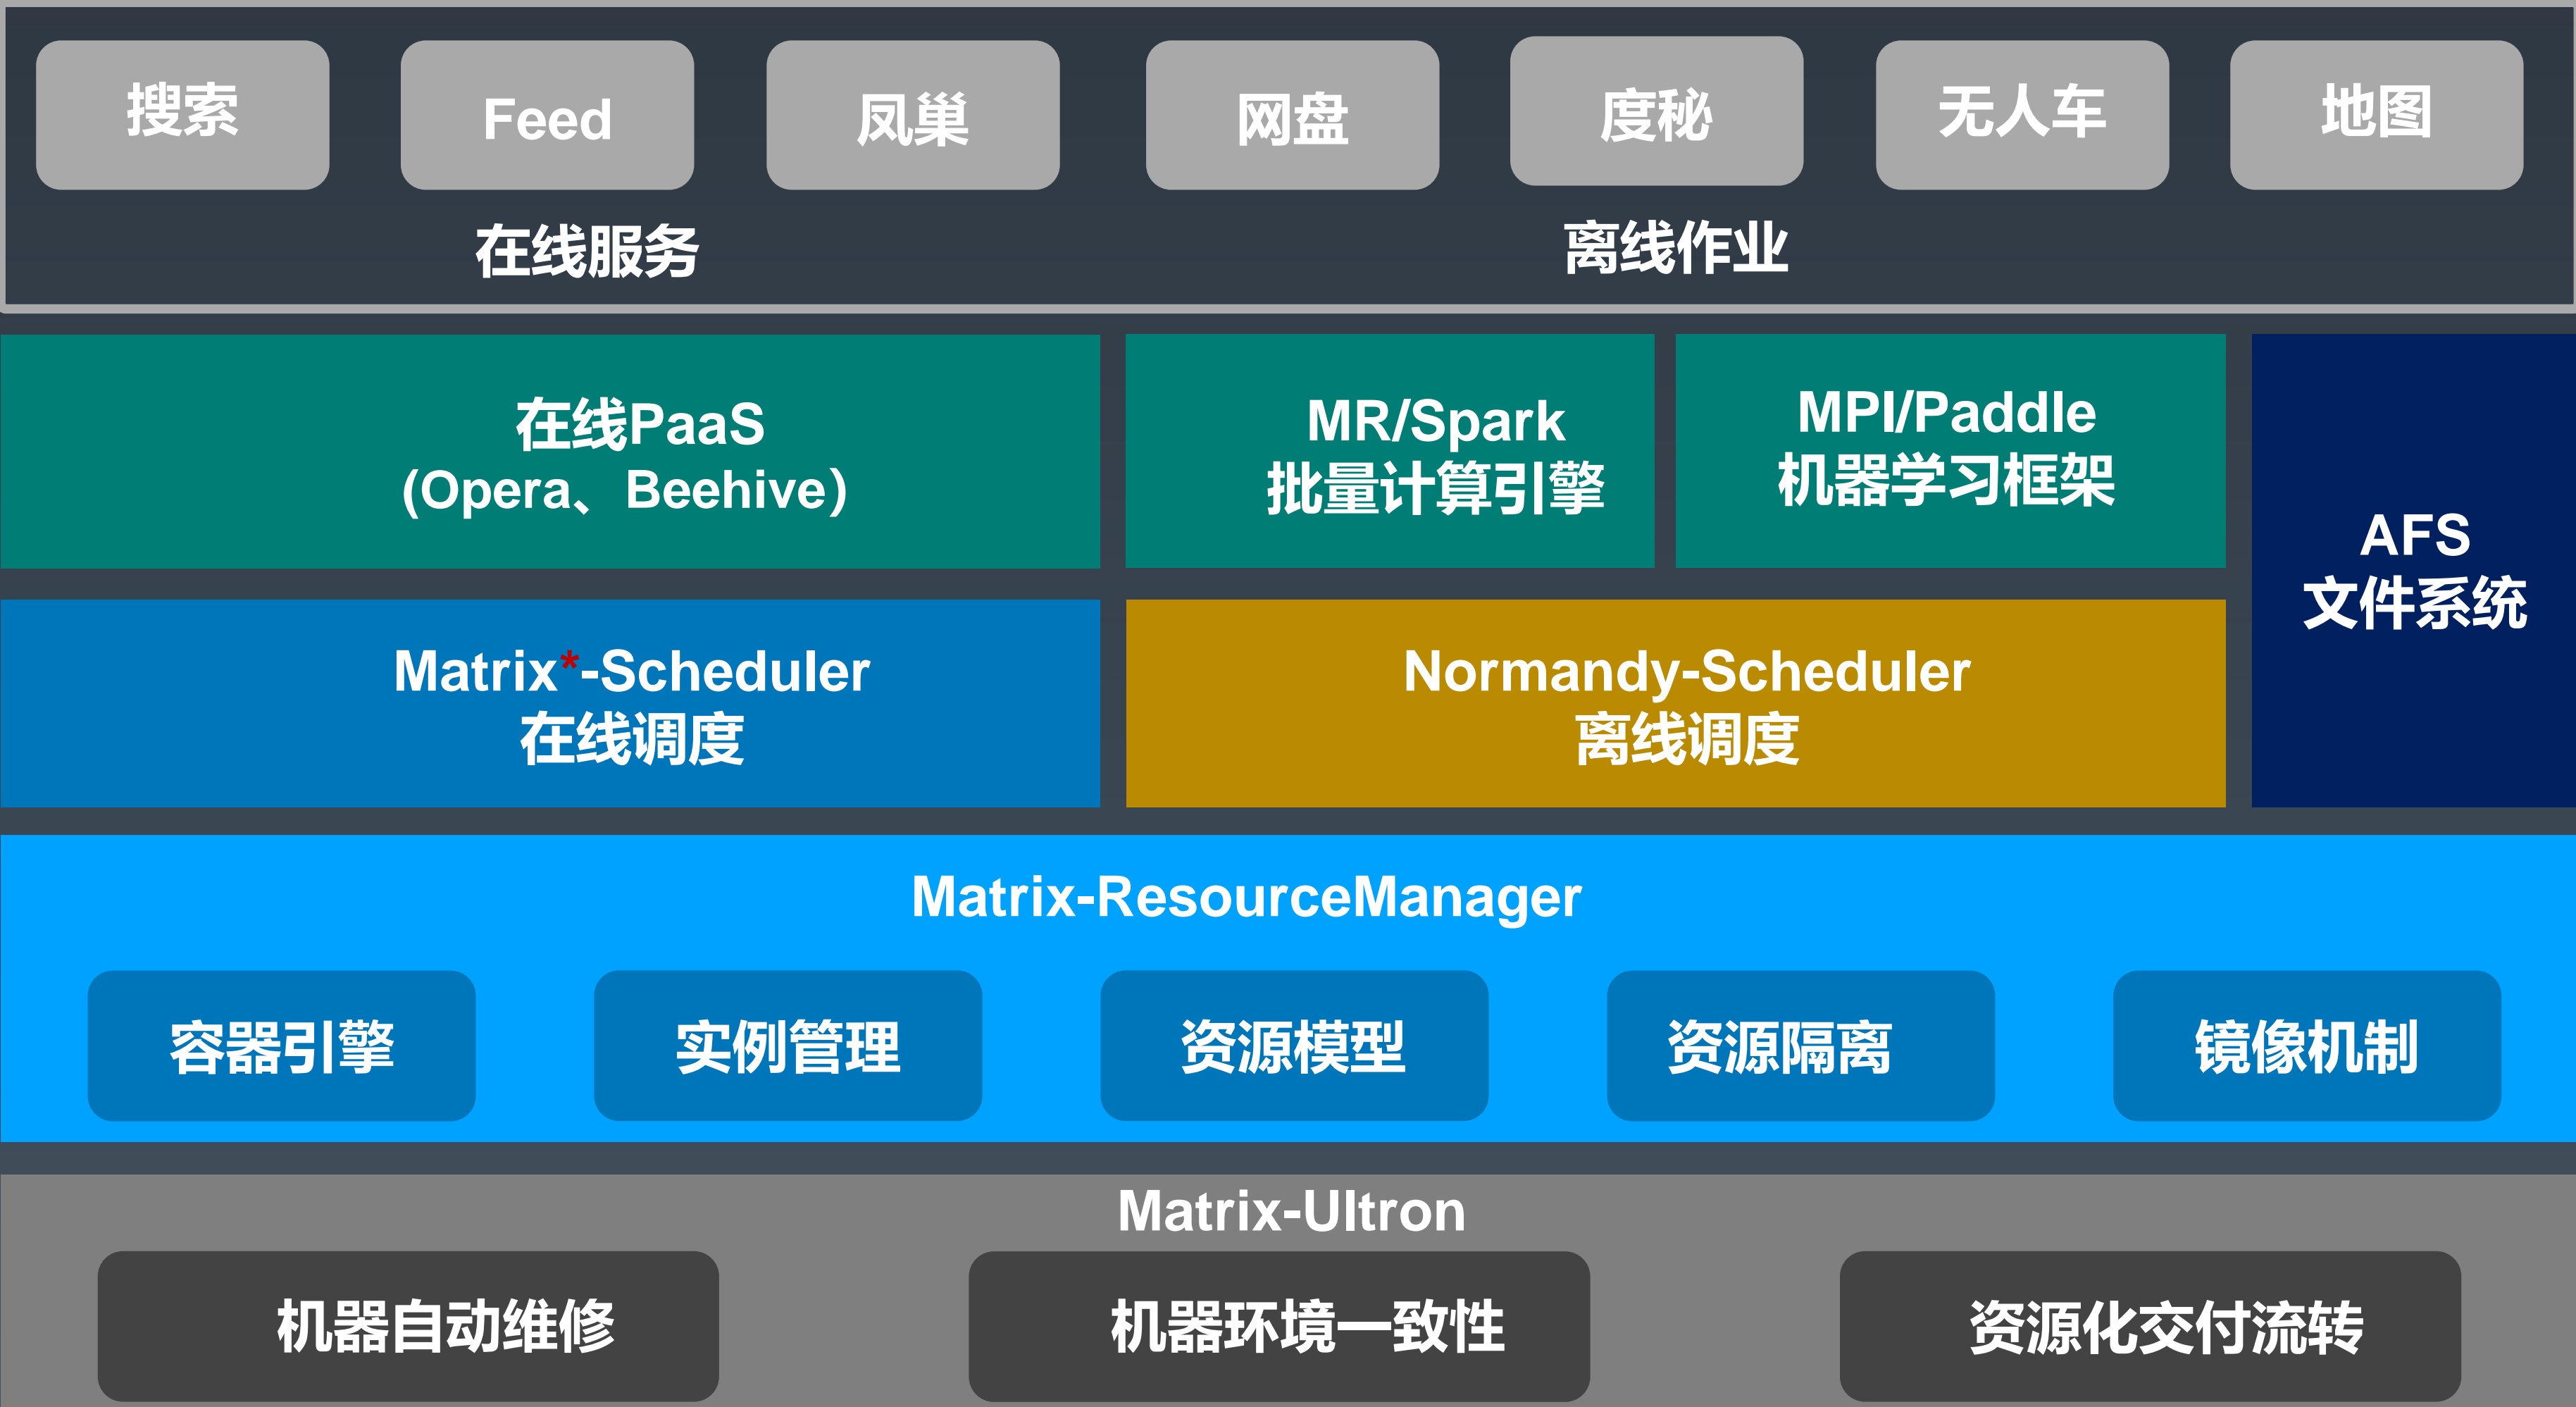 搜索
Feed
凤巢
网盘
度秘
无人车
地图
在线服务
离线作业
在线PaaS
(Opera、Beehive）
MR/Spark
批量计算引擎
MPI/Paddle
机器学习框架
AFS
文件系统
Matrix*-Scheduler
在线调度
Normandy-Scheduler
离线调度
Matrix-ResourceManager
容器引擎
实例管理
资源模型
资源隔离
镜像机制
Matrix-Ultron
机器自动维修
机器环境一致性
资源化交付流转